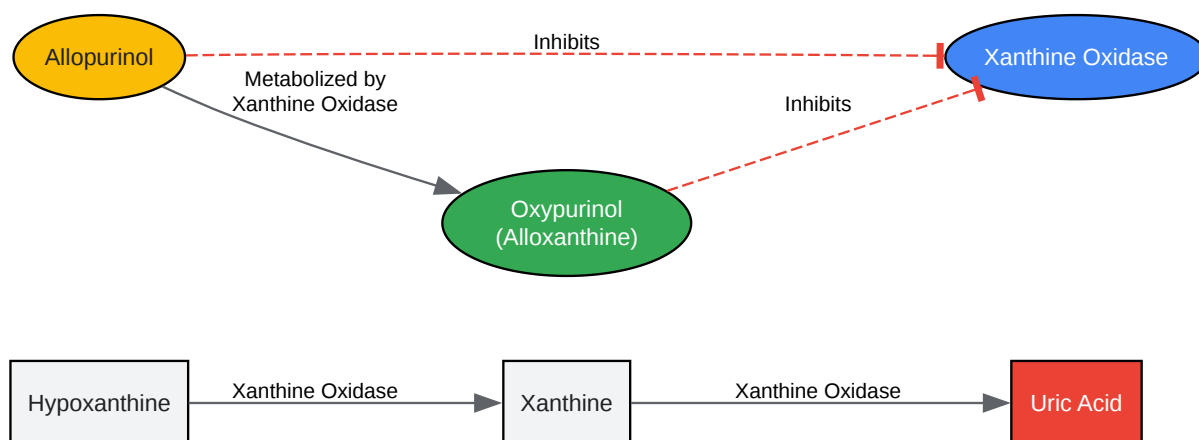 Allopurinol
Inhibits
Xanthine Oxidase
Metabolized by
Xanthine Oxidase
Inhibits
Oxypurinol
(Alloxanthine)
Hypoxanthine
Xanthine Oxidase
Xanthine
Xanthine Oxidase
Uric Acid